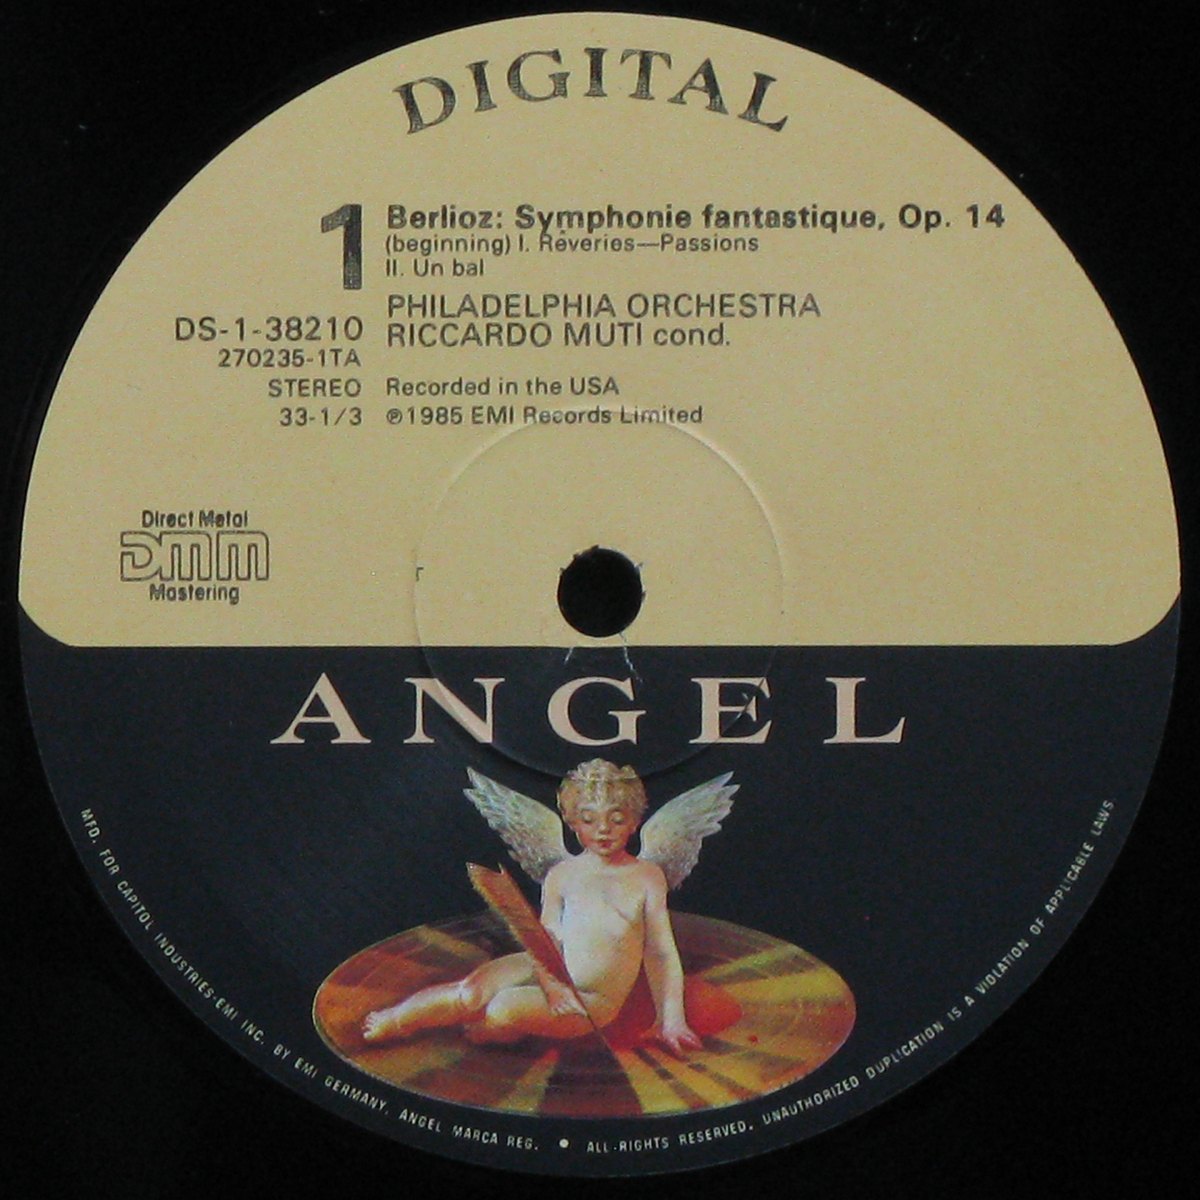 DIGITAL
1
Berlioz: Symphonie fantastique, Op. 14
(beginning) I. Rêveries—Passions
II. Un bal
PHILADELPHIA ORCHESTRA
RICCARDO MUTI cond.
DS-1-38210
270235-1TA
STEREO
33-1/3
Recorded in the USA
℗1985 EMI Records Limited
Direct Metal
DMM
Mastering
ANGEL
MFD. FOR CAPITOL INDUSTRIES-EMI INC. BY EMI GERMANY. ANGEL MARCA REG. • ALL RIGHTS RESERVED. UNAUTHORIZED DUPLICATION IS A VIOLATION OF APPLICABLE LAWS